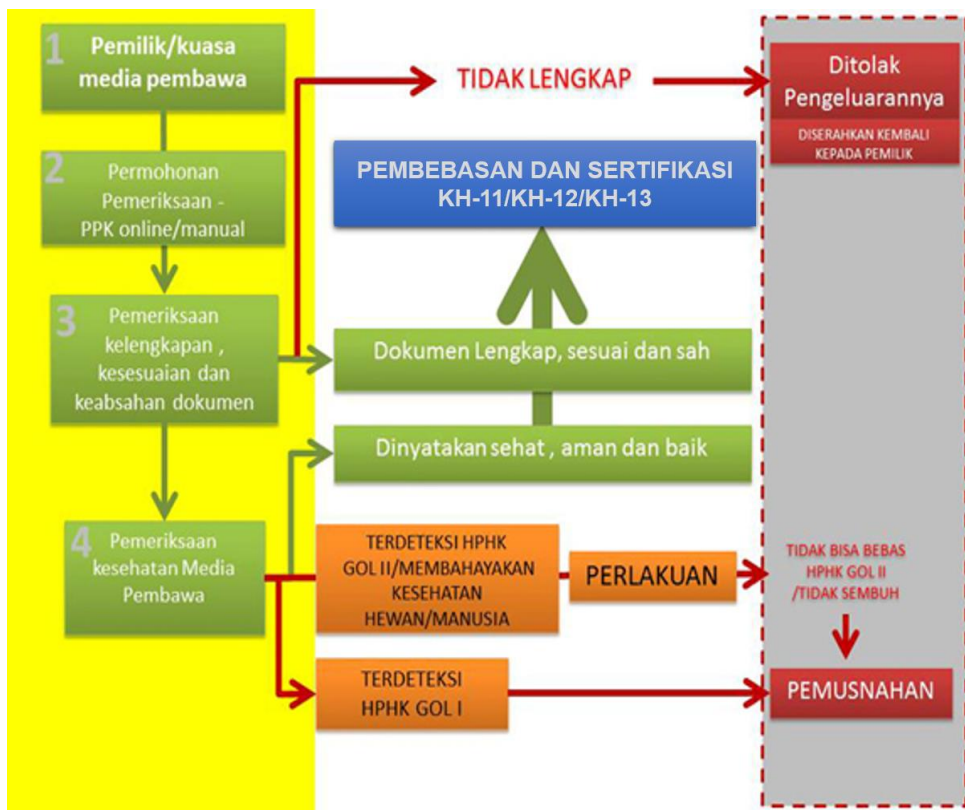 1
Pemilik/kuasa
media pembawa
2
Permohonan
Pemeriksaan -
PPK online/manual
3
Pemeriksaan
kelengkapan ,
kesesuaian dan
keabsahan dokumen
4
Pemeriksaan
kesehatan Media
Pembawa
TIDAK LENGKAP
PEMBEBASAN DAN SERTIFIKASI
KH-11/KH-12/KH-13
Dokumen Lengkap, sesuai dan sah
Dinyatakan sehat , aman dan baik
TERDETEKSI HPHK
GOL II/MEMBAHAYAKAN
KESEHATAN
HEWAN/MANUSIA
PERLAKUAN
TERDETEKSI
HPHK GOL I
Ditolak
Pengeluarannya
DISERAHKAN KEMBALI
KEPADA PEMILIK
TIDAK BISA BEBAS
HPHK GOL II
/TIDAK SEMBUH
PEMUSNAHAN